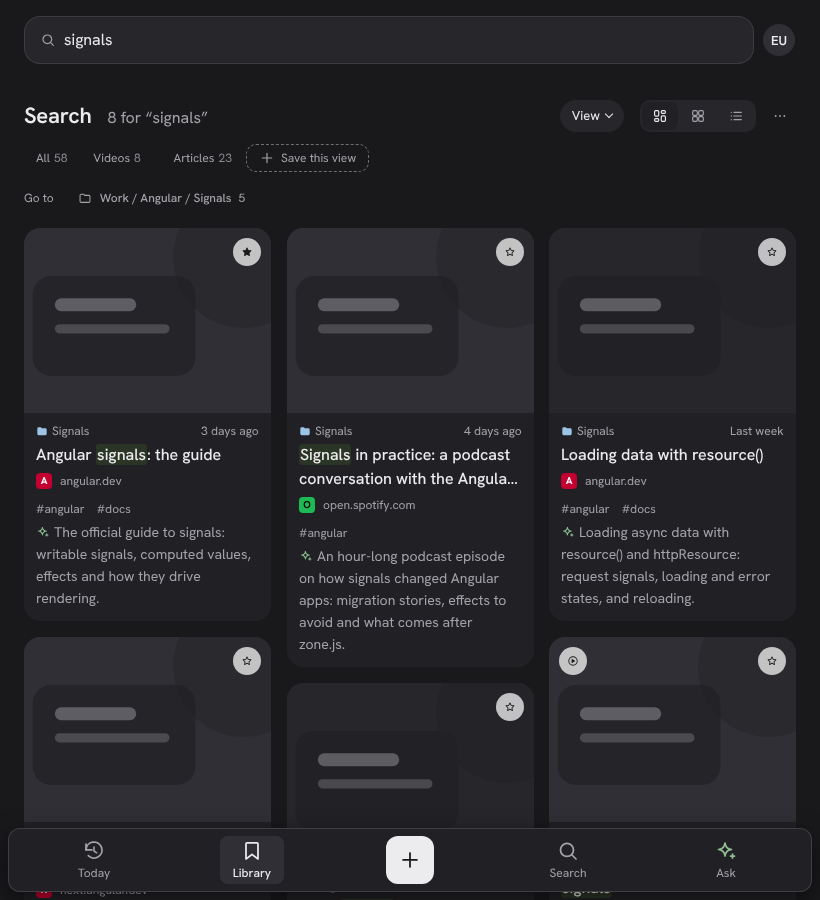 signals
EU
Search 8 for “signals”
View
All 58 Videos 8 Articles 23 Save this view
Go to Work / Angular / Signals 5
Signals 3 days ago
Angular signals: the guide
A angular.dev
#angular #docs
The official guide to signals:
writable signals, computed values,
effects and how they drive
rendering.
Signals 4 days ago
Signals in practice: a podcast
conversation with the Angula…
O open.spotify.com
#angular
An hour-long podcast episode
on how signals changed Angular
apps: migration stories, effects to
avoid and what comes after
zone.js.
Signals Last week
Loading data with resource()
A angular.dev
#angular #docs
Loading async data with
resource() and httpResource:
request signals, loading and error
states, and reloading.
Today
Library
Search
Ask